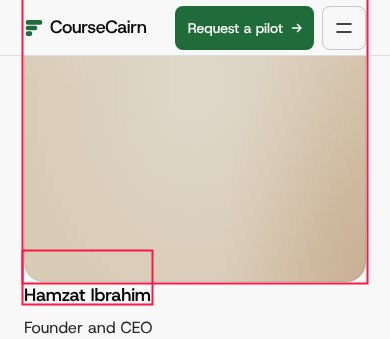 CourseCairn
Request a pilot →
Hamzat Ibrahim
Founder and CEO